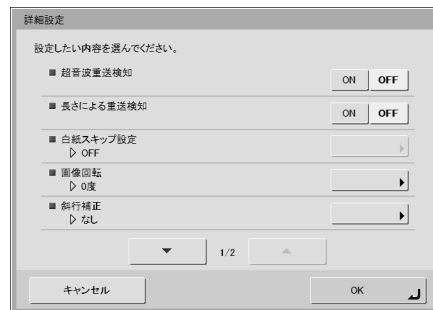 詳細設定
設定したい内容を選んでください。
■ 超音波重送検知
ON OFF
■ 長さによる重送検知
ON OFF
■ 白紙スキップ設定
▷ OFF
■ 画像回転
▷ 0度
■ 斜行補正
▷ なし
1/2
キャンセル OK